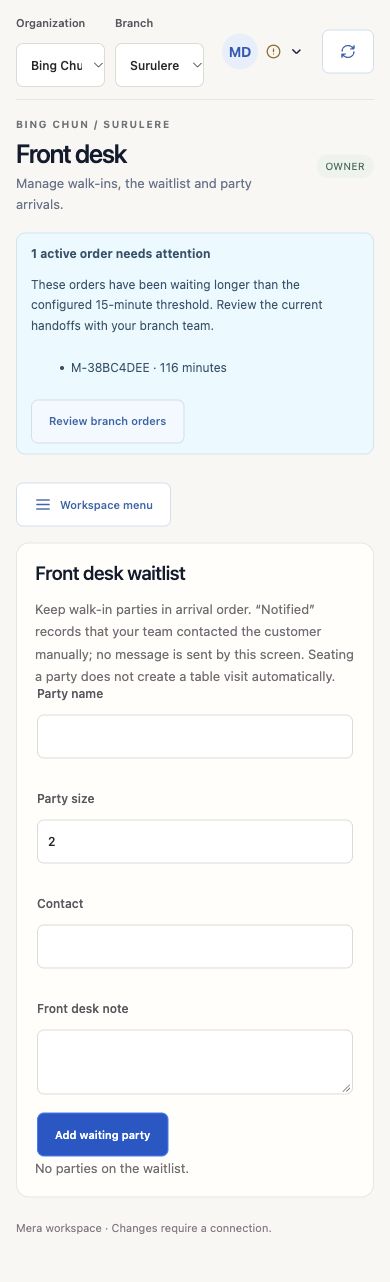 Organization
Branch
Bing Chu
Surulere
MD
BING CHUN / SURULERE
Front desk
Manage walk-ins, the waitlist and party
arrivals.
OWNER
1 active order needs attention
These orders have been waiting longer than the
configured 15-minute threshold. Review the current
handoffs with your branch team.
• M-38BC4DEE · 116 minutes
Review branch orders
Workspace menu
Front desk waitlist
Keep walk-in parties in arrival order. “Notified”
records that your team contacted the customer
manually; no message is sent by this screen. Seating
a party does not create a table visit automatically.
Party name
Party size
2
Contact
Front desk note
Add waiting party
No parties on the waitlist.
Mera workspace · Changes require a connection.